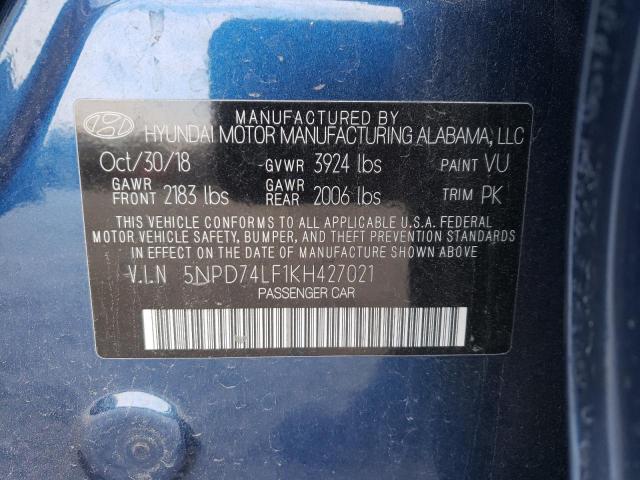 MANUFACTURED BY
HYUNDAI MOTOR MANUFACTURING ALABAMA, LLC
Oct/30/18 GVWR 3924 lbs PAINT VU
GAWR FRONT 2183 lbs GAWR REAR 2006 lbs TRIM PK
THIS VEHICLE CONFORMS TO ALL APPLICABLE U.S.A. FEDERAL
MOTOR VEHICLE SAFETY, BUMPER, AND THEFT PREVENTION STANDARDS
IN EFFECT ON THE DATE OF MANUFACTURE SHOWN ABOVE
V.I.N 5NPD74LF1KH427021
PASSENGER CAR